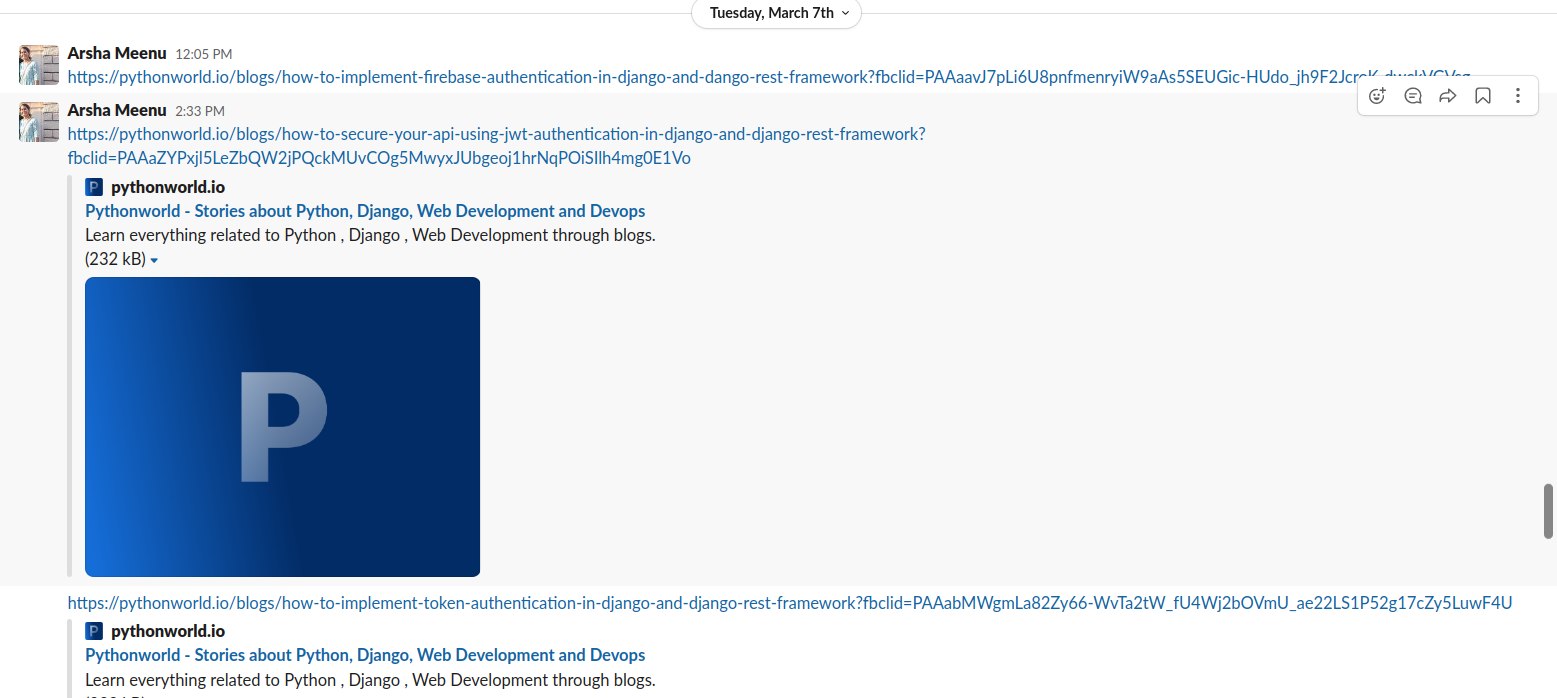 Tuesday, March 7th
Arsha Meenu 12:05 PM
https://pythonworld.io/blogs/how-to-implement-firebase-authentication-in-django-and-dango-rest-framework?fbclid=PAAaavJ7pLi6U8pnfmenryiW9aAs5SEUGic-HUdo_jh9F2
Arsha Meenu 2:33 PM
https://pythonworld.io/blogs/how-to-secure-your-api-using-jwt-authentication-in-django-and-django-rest-framework?
fbclid=PAAaZYPxjl5LeZbQW2jPQckMUvCOg5MwyxJUbgeoj1hrNqPOiSIlh4mg0E1Vo
P pythonworld.io
Pythonworld - Stories about Python, Django, Web Development and Devops
Learn everything related to Python , Django , Web Development through blogs.
(232 kB)
P
https://pythonworld.io/blogs/how-to-implement-token-authentication-in-django-and-django-rest-framework?fbclid=PAAabMWgmLa82Zy66-WvTa2tW_fU4Wj2bOVmU_ae22LS1P52g17cZy5LuwF4U
P pythonworld.io
Pythonworld - Stories about Python, Django, Web Development and Devops
Learn everything related to Python , Django , Web Development through blogs.